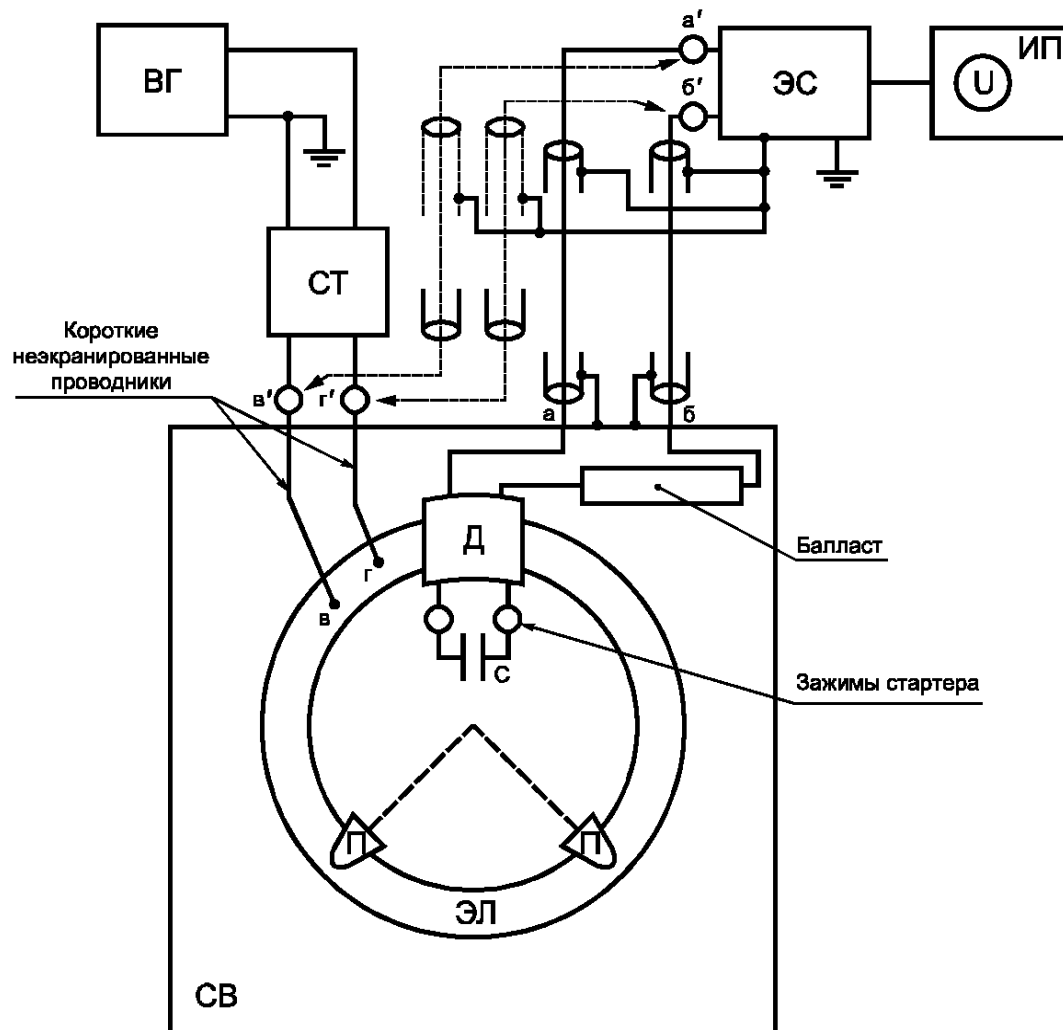 ВГ
а′
б′
ЭС
ИП
U
СТ
Короткие
неэкранированные
проводники
в′
г′
а
б
Балласт
Д
г
в
С
Зажимы стартера
П
П
ЭЛ
СВ